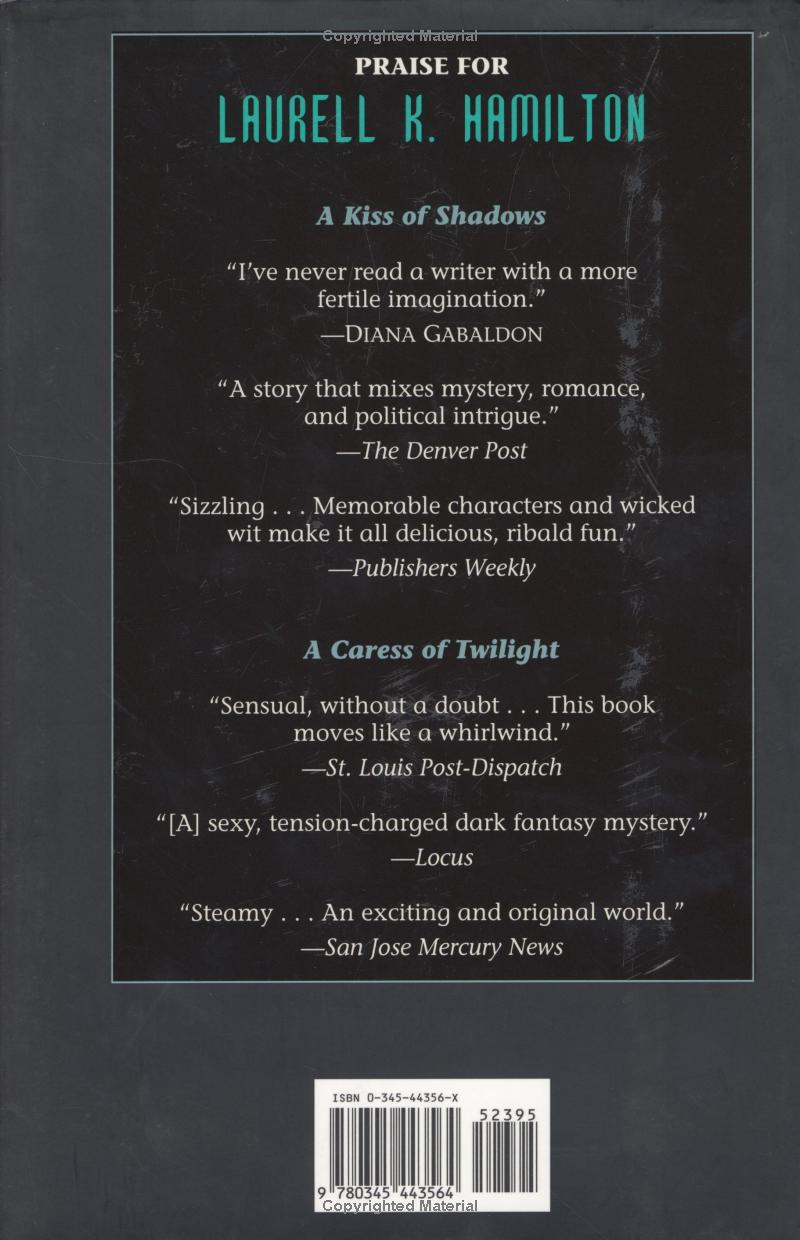 Copyrighted Material
PRAISE FOR
LAURELL K. HAMILTON
A Kiss of Shadows
“I’ve never read a writer with a more
fertile imagination.”
—DIANA GABALDON
“A story that mixes mystery, romance,
and political intrigue.”
—The Denver Post
“Sizzling . . . Memorable characters and wicked
wit make it all delicious, ribald fun.”
—Publishers Weekly
A Caress of Twilight
“Sensual, without a doubt . . . This book
moves like a whirlwind.”
—St. Louis Post-Dispatch
“[A] sexy, tension-charged dark fantasy mystery.”
—Locus
“Steamy . . . An exciting and original world.”
—San Jose Mercury News
ISBN 0-345-44356-X
52395
9 780345 443564
Copyrighted Material